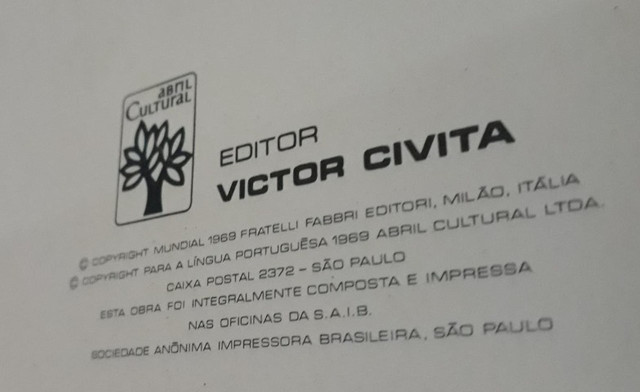 abril
Cultural
EDITOR
VICTOR CIVITA
© COPYRIGHT MUNDIAL 1969 FRATELLI FABBRI EDITORI, MILÃO, ITÁLIA
© COPYRIGHT PARA A LÍNGUA PORTUGUÊSA 1969 ABRIL CULTURAL LTDA.
CAIXA POSTAL 2372 – SÃO PAULO
ESTA OBRA FOI INTEGRALMENTE COMPOSTA E IMPRESSA
NAS OFICINAS DA S.A.I.B.
SOCIEDADE ANÔNIMA IMPRESSORA BRASILEIRA, SÃO PAULO